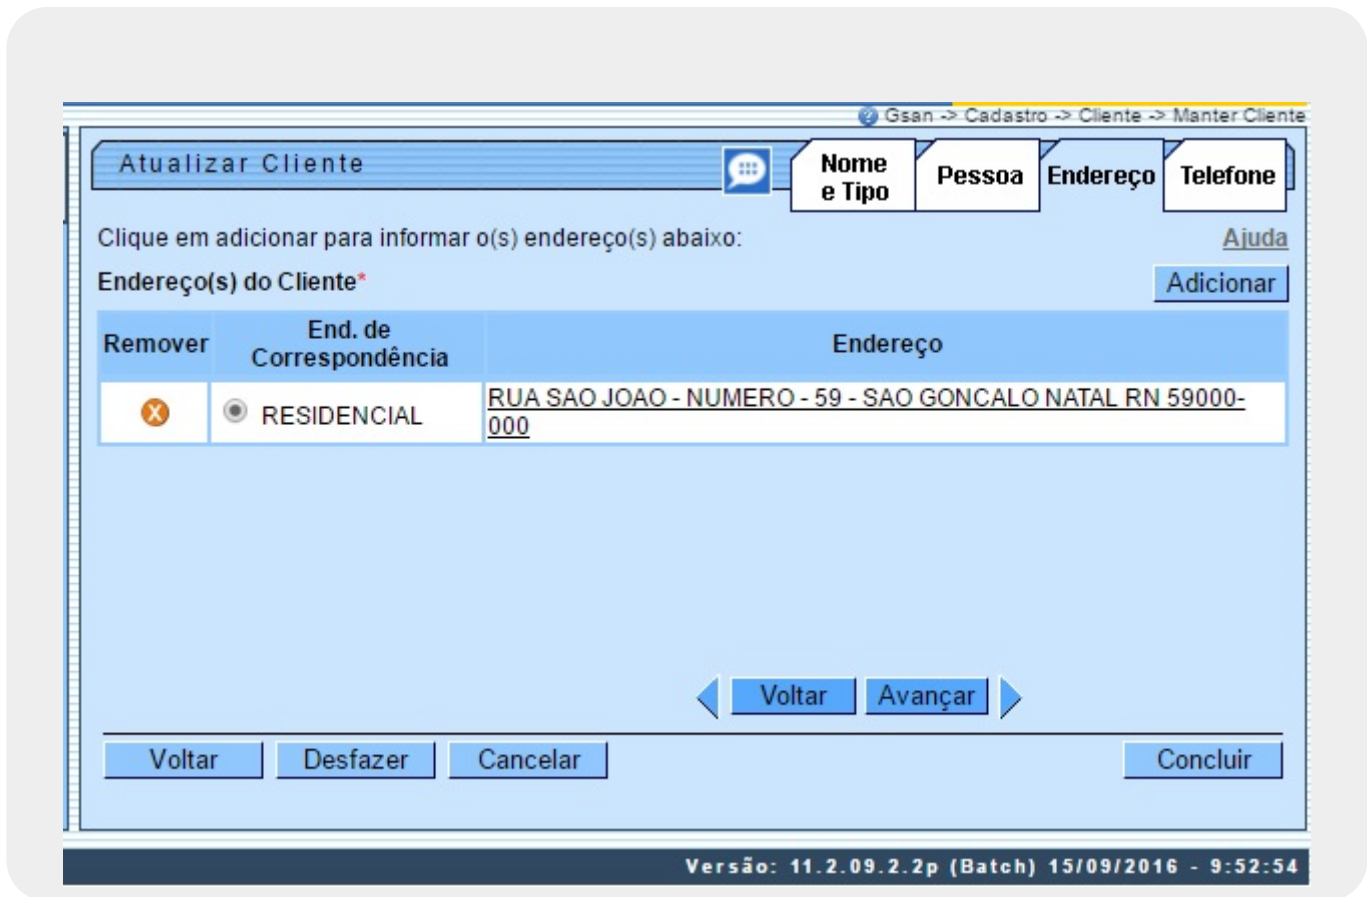 Gsan -> Cadastro -> Cliente -> Manter Cliente
Atualizar Cliente
Nome
e Tipo
Pessoa
Endereço
Telefone
Clique em adicionar para informar o(s) endereço(s) abaixo:
Ajuda
Endereço(s) do Cliente*
Adicionar
Remover
End. de
Correspondência
Endereço
RESIDENCIAL
RUA SAO JOAO - NUMERO - 59 - SAO GONCALO NATAL RN 59000-
000
Voltar
Avançar
Voltar
Desfazer
Cancelar
Concluir
Versão: 11.2.09.2.2p (Batch) 15/09/2016 - 9:52:54